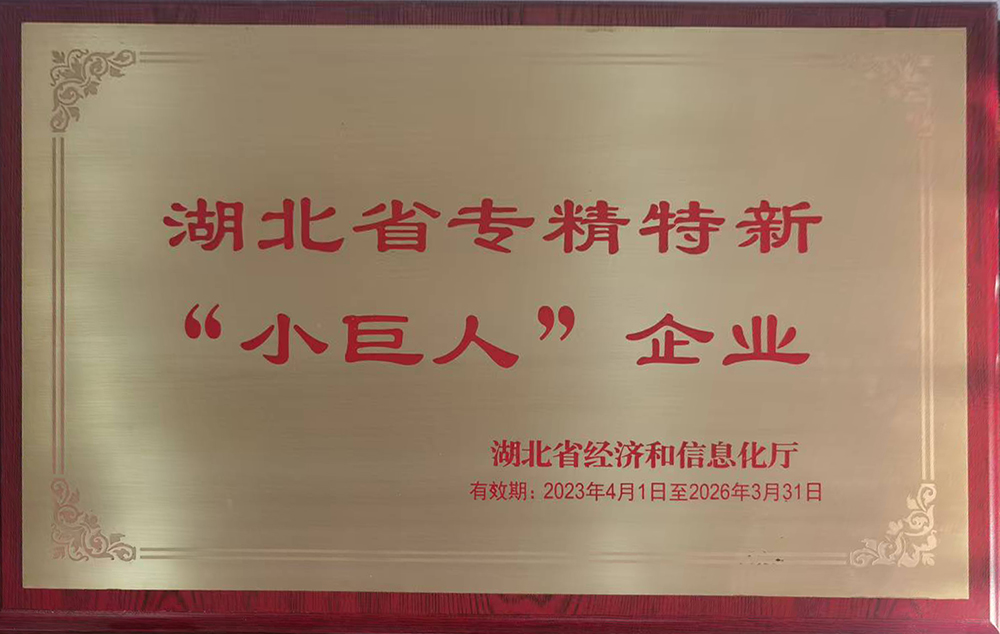 湖北省专精特新
“小巨人”企业
湖北省经济和信息化厅
有效期：2023年4月1日至2026年3月31日